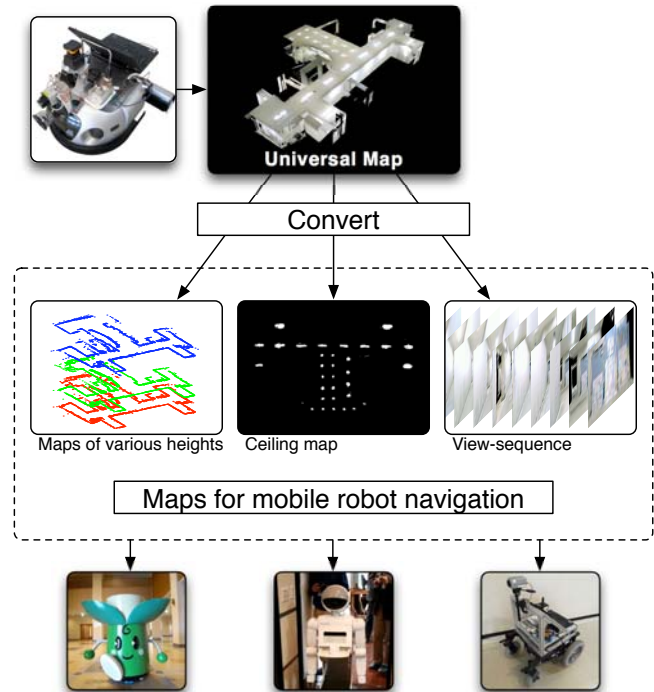 Universal Map
Convert
Maps of various heights
Ceiling map
View-sequence
Maps for mobile robot navigation